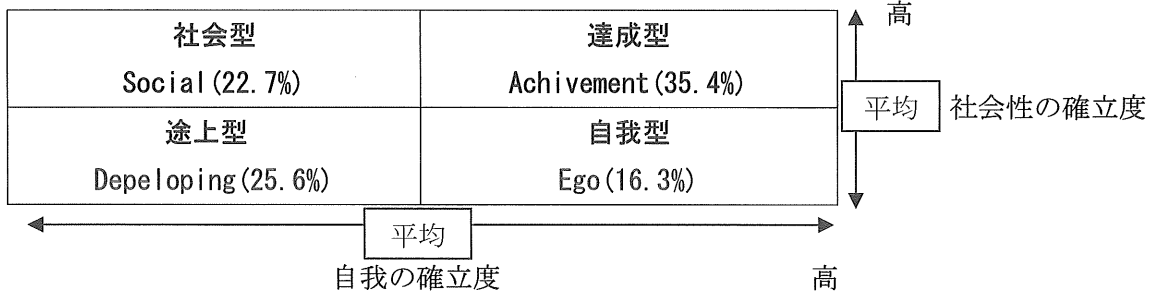 社会型
Social(22.7%)
達成型
Achivement(35.4%)
途上型
Depeloping(25.6%)
自我型
Ego(16.3%)
高
平均
社会性の確立度
平均
自我の確立度
高